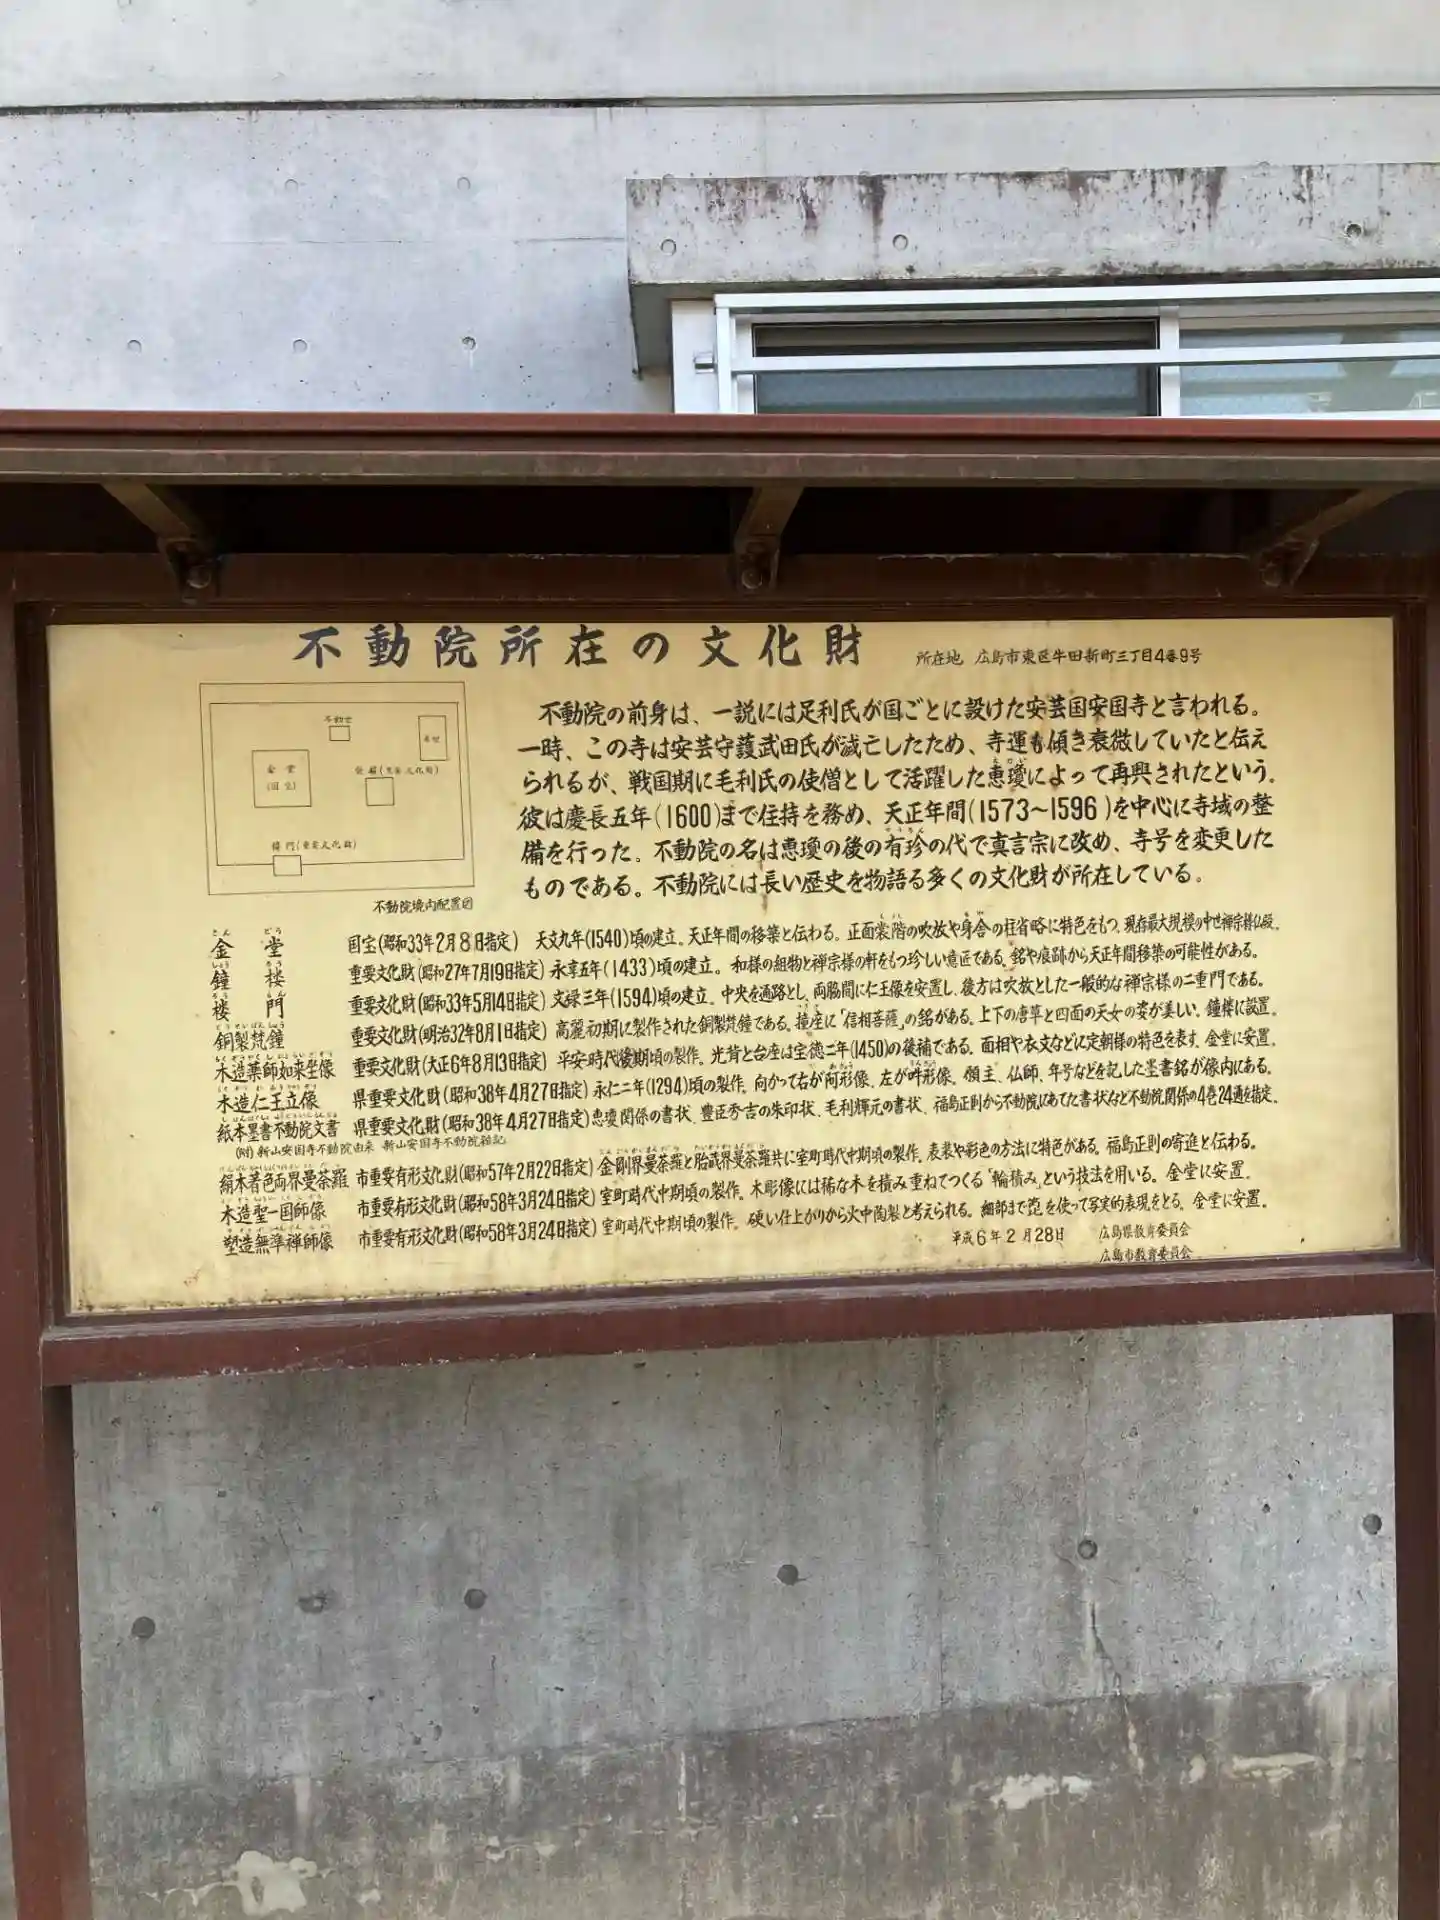 不動院所在の文化財
所在地 広島市東区牛田新町三丁目4番9号
不動院の前身は、一説には足利氏が国ごとに設けた安芸国安国寺と言われる。
一時、この寺は安芸守護武田氏が滅亡したため、寺運も傾き衰微していたと伝え
られるが、戦国期に毛利氏の使僧として活躍した恵瓊によって再興されたという。
彼は慶長五年(1600)まで住持を務め、天正年間(1573〜1596)を中心に寺域の整
備を行った。不動院の名は恵瓊の後の宥珍の代で真言宗に改め、寺号を変更した
ものである。不動院には長い歴史を物語る多くの文化財が所在している。
金堂
(国宝)
鐘楼(重要文化財)
楼門(重要文化財)
不動院境内配置図
金堂 国宝(昭和33年2月8日指定) 天文九年(1540)頃の建立。天正年間の移築と伝わる。正面裳階の吹放や身舎の柱省略に特色をもつ。現存最大規模の中世禅宗様仏殿。
鐘楼 重要文化財(昭和27年7月19日指定) 永享五年(1433)頃の建立。和様の組物と禅宗様の軒をもつ珍しい意匠である。銘や痕跡から天正年間移築の可能性がある。
楼門 重要文化財(昭和33年5月14日指定) 文禄三年(1594)頃の建立。中央を通路とし、両脇間に仁王像を安置し、後方は吹放とした一般的な禅宗様の二重門である。
銅製梵鐘 重要文化財(明治32年8月1日指定) 高麗初期に製作された銅製梵鐘である。撞座に「信相菩薩」の銘がある。上下の唐草と四面の天女の姿が美しい。鐘楼に設置。
木造薬師如来坐像 重要文化財(大正6年8月13日指定) 平安時代後期頃の製作。光背と台座は宝徳二年(1450)の後補である。面相や衣文などに定朝様の特色を表す。金堂に安置。
木造仁王立像 県重要文化財(昭和38年4月27日指定) 永仁二年(1294)頃の製作。向かって右が阿形像、左が吽形像。願主、仏師、年号などを記した墨書銘が像内にある。
紙本墨書不動院文書 県重要文化財(昭和38年4月27日指定) 恵瓊関係の書状、豊臣秀吉の朱印状、毛利輝元の書状、福島正則から不動院にあてた書状など不動院関係の4巻24通を指定。
(附)新山安国寺不動院由来 新山安国寺不動院雑記
絹本著色両界曼荼羅 市重要有形文化財(昭和57年2月22日指定) 金剛界曼荼羅と胎蔵界曼荼羅共に室町時代中期頃の製作。表装や彩色の方法に特色がある。福島正則の寄進と伝わる。
木造聖一国師像 市重要有形文化財(昭和58年3月24日指定) 室町時代中期頃の製作。木彫像には稀な木を積み重ねてつくる「輪積み」という技法を用いる。金堂に安置。
塑造無準禅師像 市重要有形文化財(昭和58年3月24日指定) 室町時代中期頃の製作。硬い仕上がりから火中陶製と考えられる。細部まで箆を使って写実的表現をとる。金堂に安置。
平成6年2月28日 広島県教育委員会
広島市教育委員会